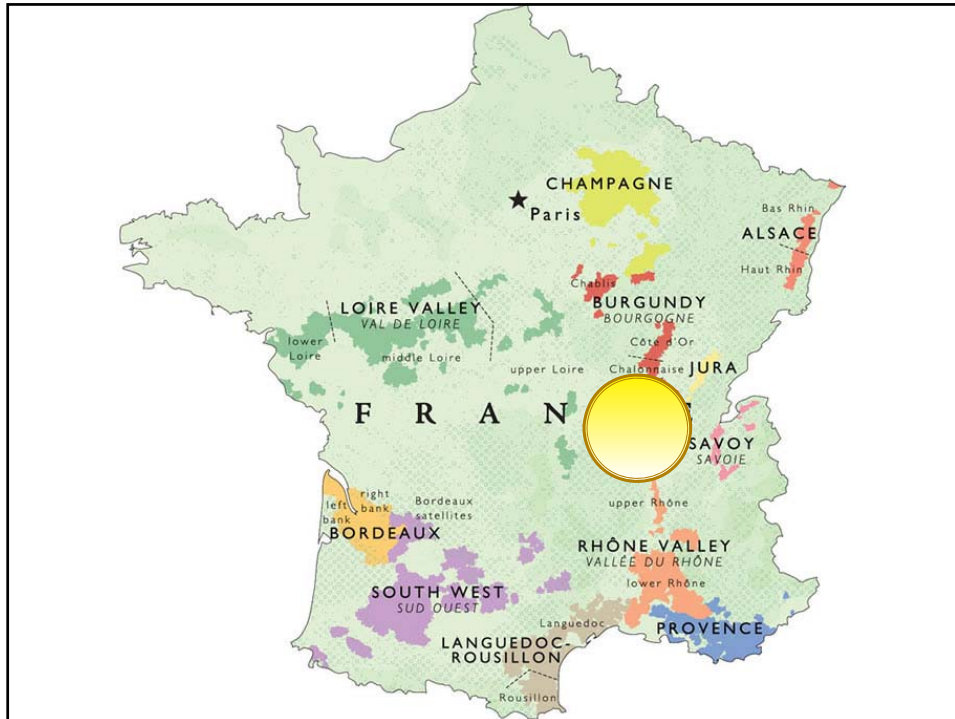 CHAMPAGNE
Paris
Bas Rhin
ALSACE
Haut Rhin
Chablis
BURGUNDY
BOURGOGNE
LOIRE VALLEY
VAL DE LOIRE
Côte d'Or
lower
Loire
middle Loire
upper Loire
Chalonnaise
JURA
F R A N
SAVOY
SAVOIE
right
bank
left
bank
Bordeaux
satellites
BORDEAUX
upper Rhône
RHÔNE VALLEY
VALLÉE DU RHÔNE
lower Rhône
SOUTH WEST
SUD OUEST
Languedoc
PROVENCE
LANGUEDOC-
ROUSILLON
Rousillon